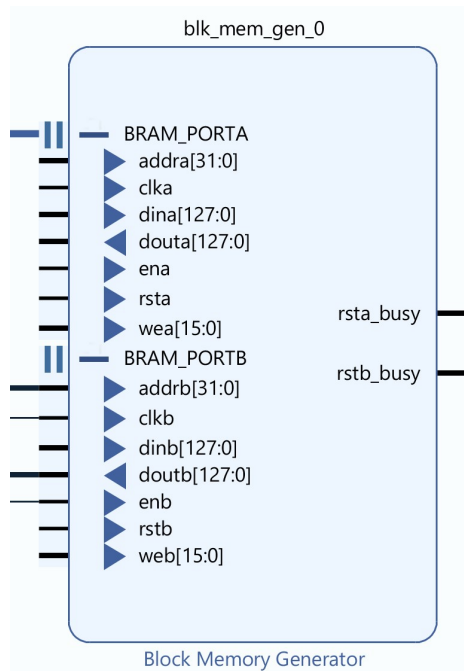 blk_mem_gen_0
BRAM_PORTA
addra[31:0]
clka
dina[127:0]
douta[127:0]
ena
rsta
wea[15:0]
BRAM_PORTB
addrb[31:0]
clkb
dinb[127:0]
doutb[127:0]
enb
rstb
web[15:0]
rsta_busy
rstb_busy
Block Memory Generator